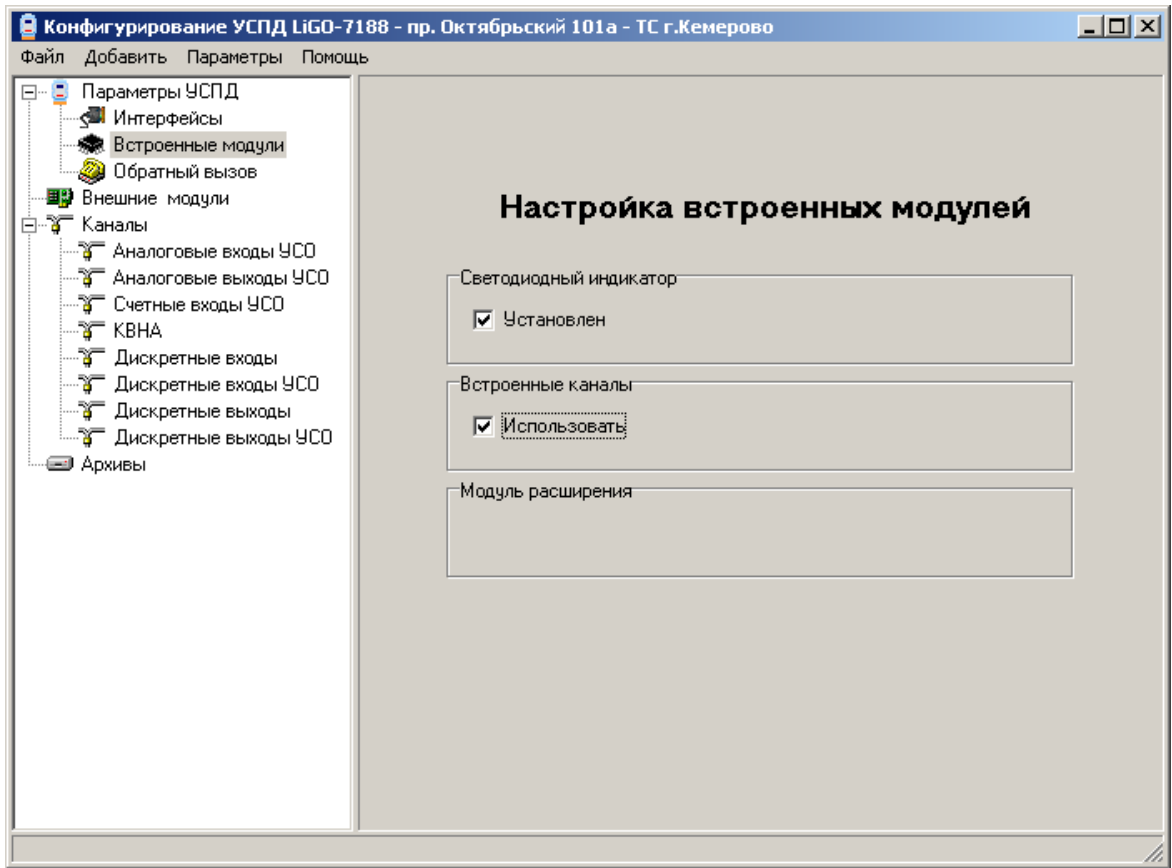 Конфигурирование УСПД LiGO-7188 - пр. Октябрьский 101а - ТС г.Кемерово
Файл Добавить Параметры Помощь
Параметры УСПД
Интерфейсы
Встроенные модули
Обратный вызов
Внешние модули
Каналы
Аналоговые входы УСО
Аналоговые выходы УСО
Счетные входы УСО
КВНА
Дискретные входы
Дискретные входы УСО
Дискретные выходы
Дискретные выходы УСО
Архивы
Настройка встроенных модулей
Светодиодный индикатор
Установлен
Встроенные каналы
Использовать
Модуль расширения